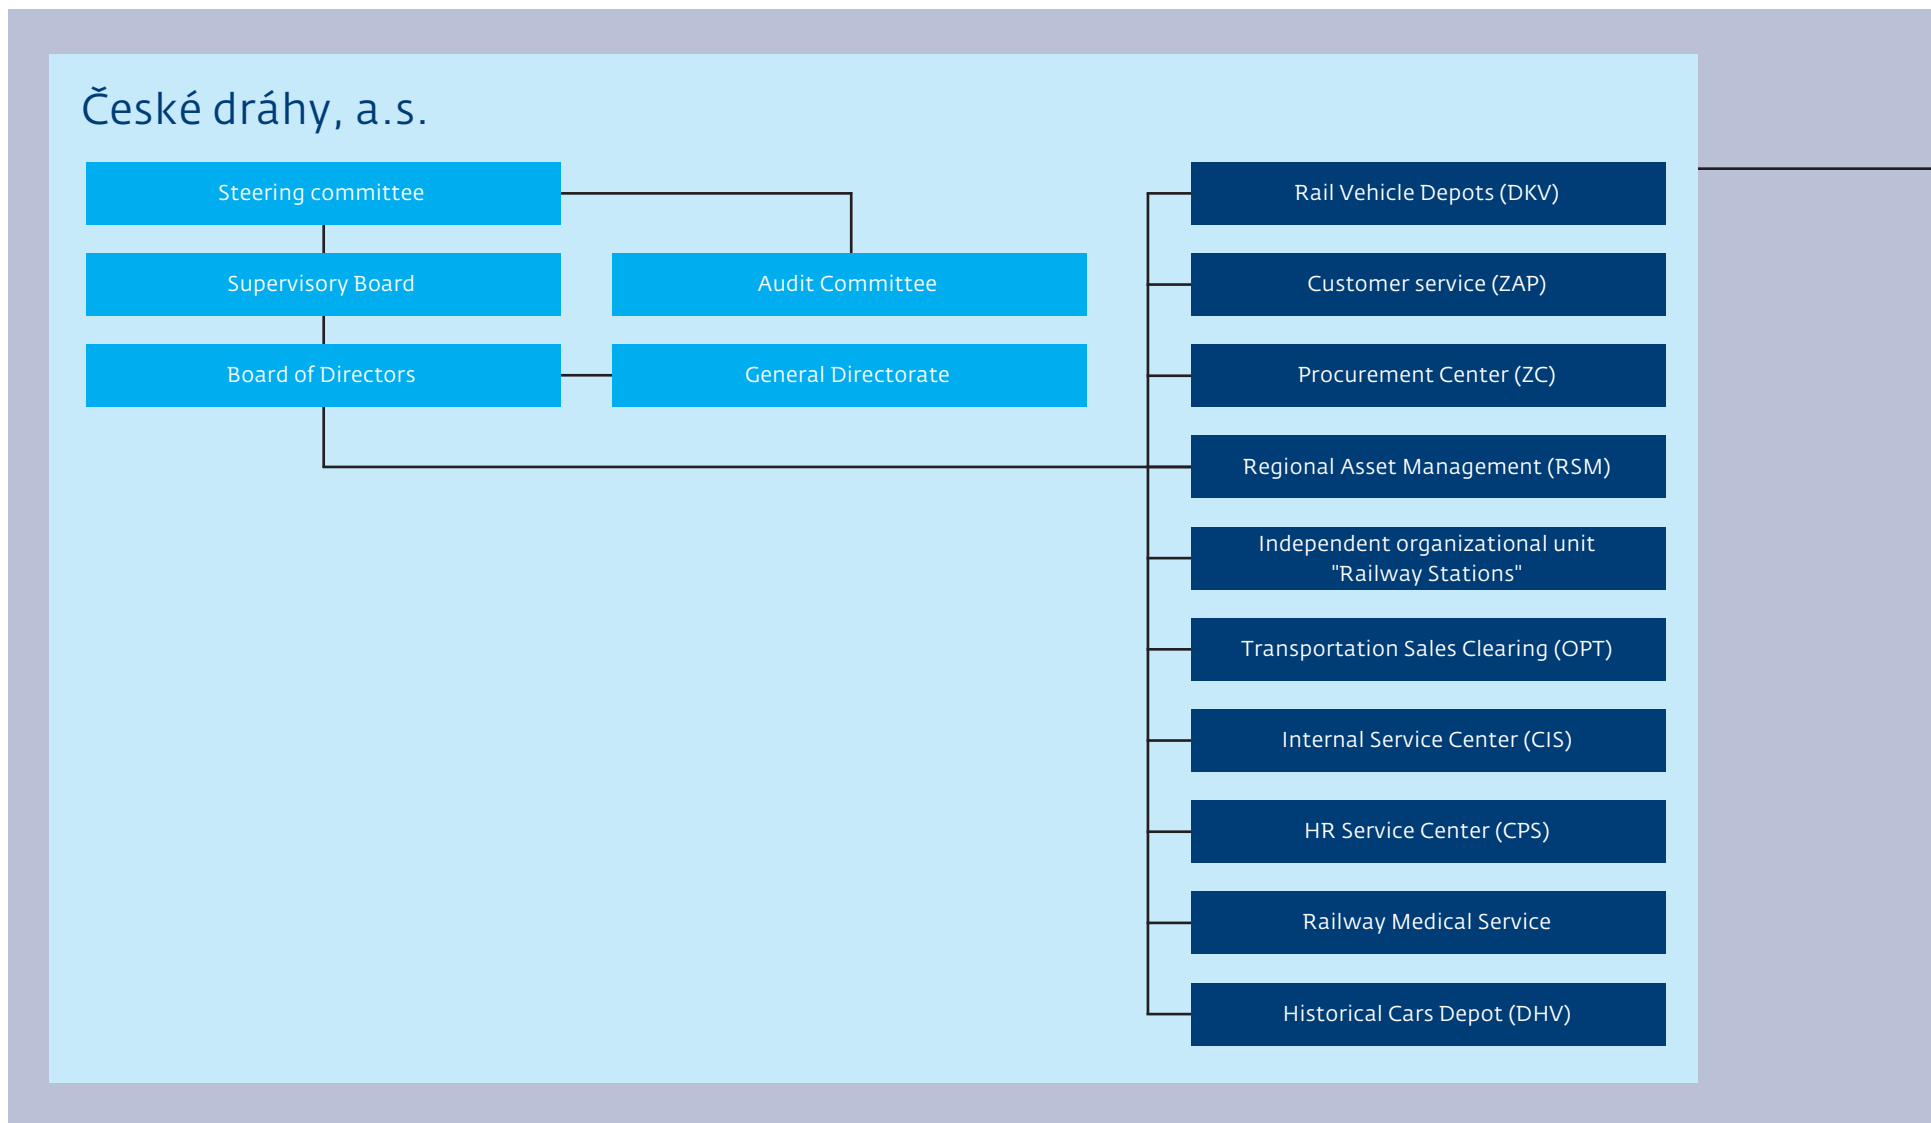 České dráhy, a.s.
Steering committee
Supervisory Board
Audit Committee
Board of Directors
General Directorate
Rail Vehicle Depots (DKV)
Customer service (ZAP)
Procurement Center (ZC)
Regional Asset Management (RSM)
Independent organizational unit
"Railway Stations"
Transportation Sales Clearing (OPT)
Internal Service Center (CIS)
HR Service Center (CPS)
Railway Medical Service
Historical Cars Depot (DHV)